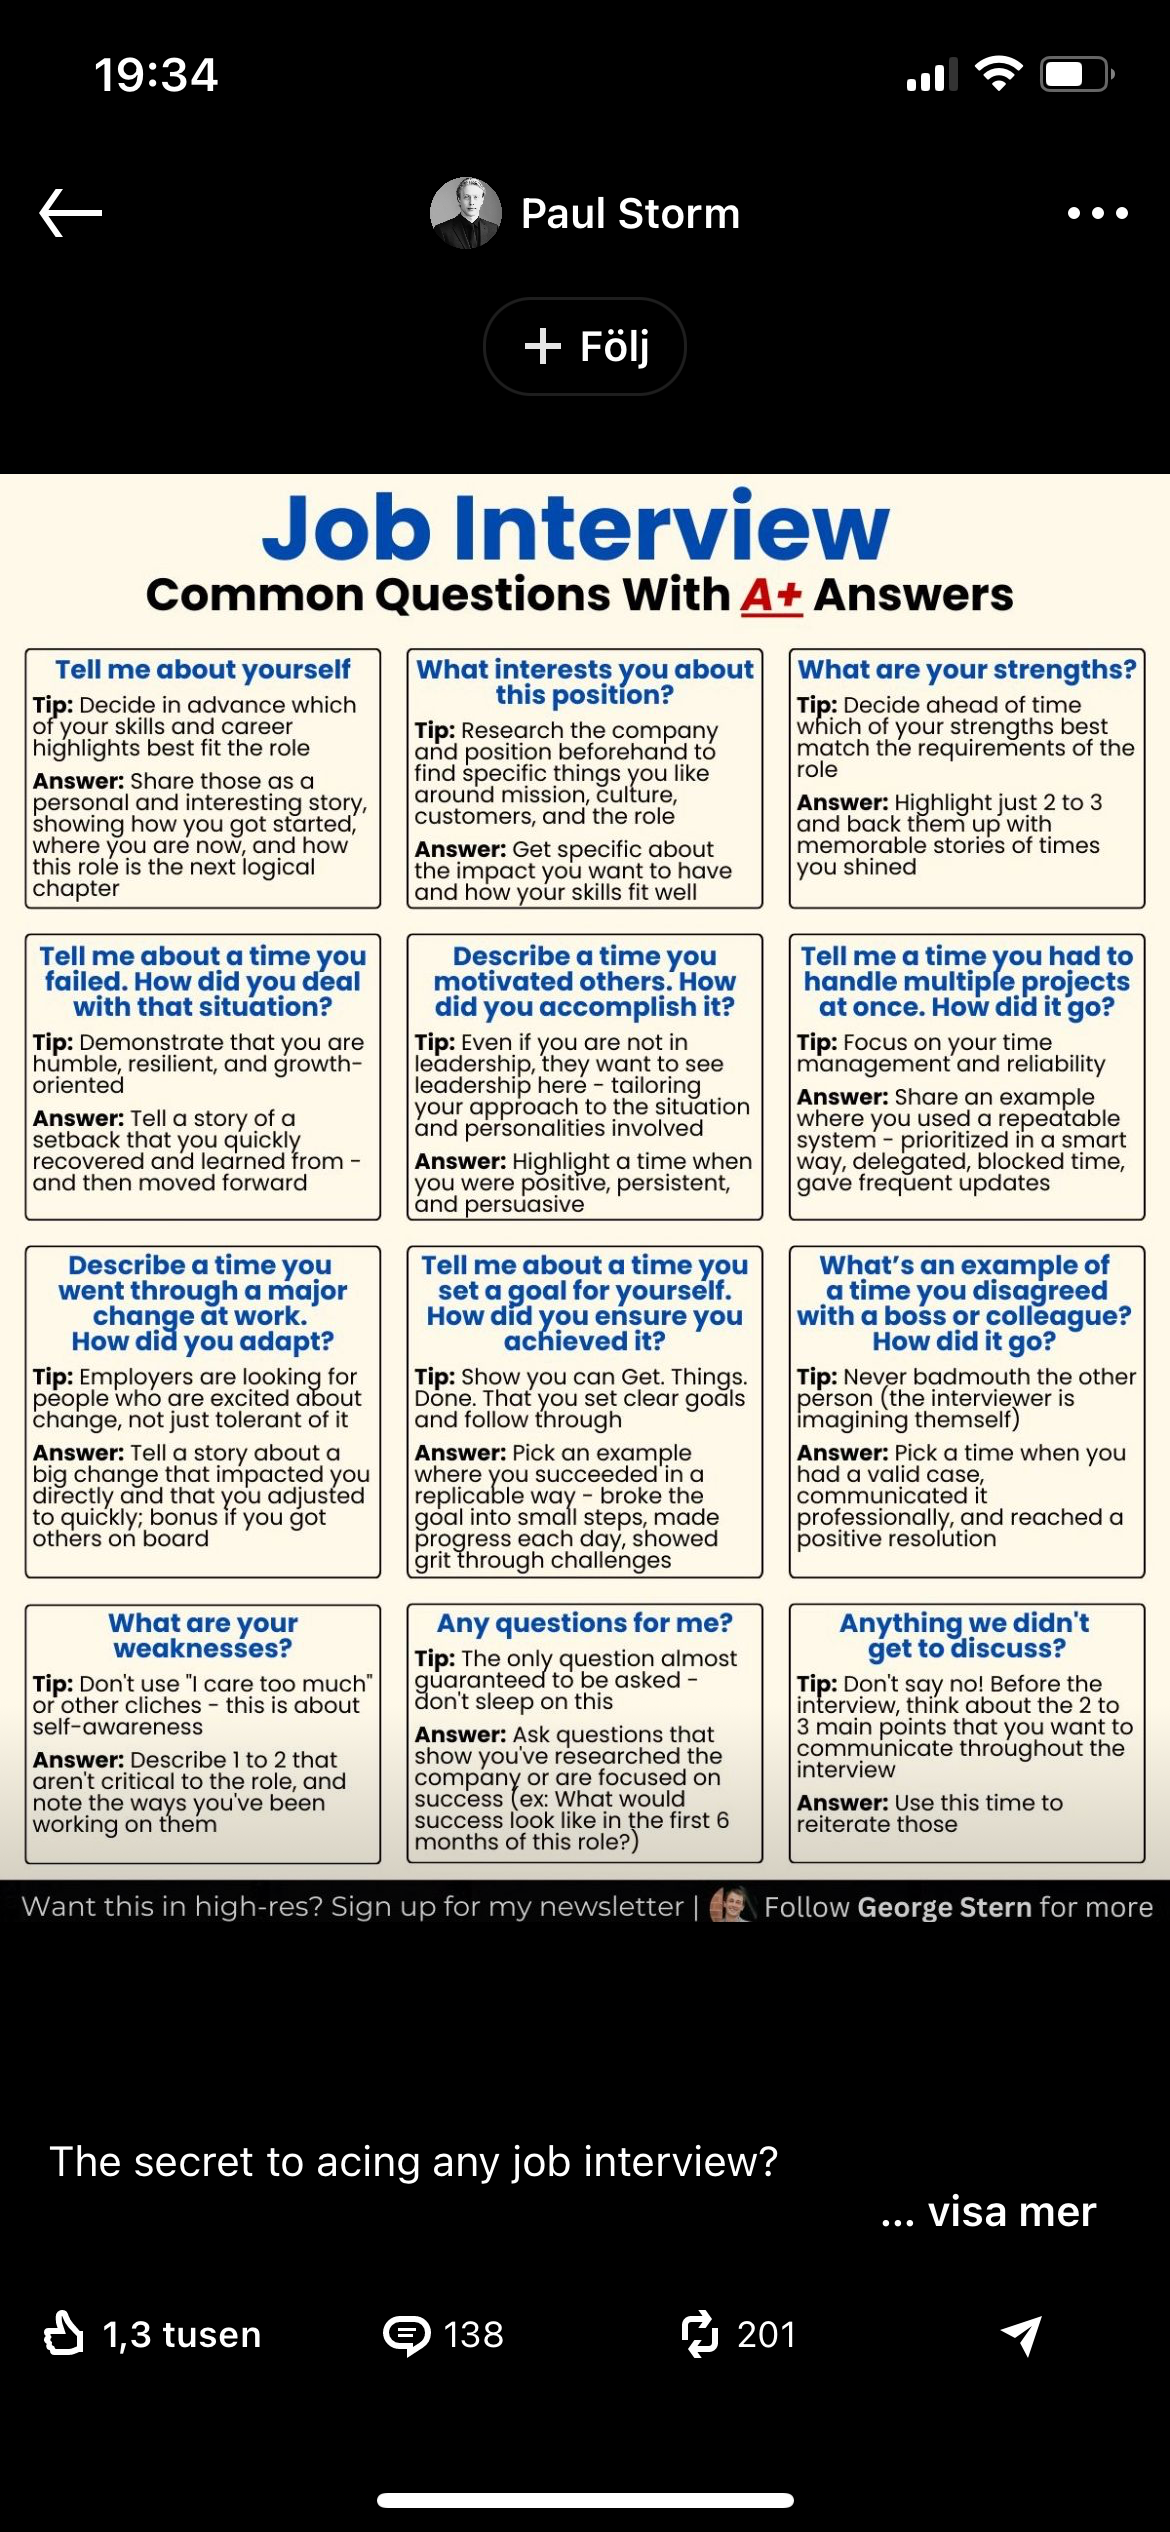 19:34
Paul Storm
+ Följ
Job Interview
Common Questions With A+ Answers
Tell me about yourself
Tip: Decide in advance which
of your skills and career
highlights best fit the role
Answer: Share those as a
personal and interesting story,
showing how you got started,
where you are now, and how
this role is the next logical
chapter
What interests you about
this position?
Tip: Research the company
and position beforehand to
find specific things you like
around mission, culture,
customers, and the role
Answer: Get specific about
the impact you want to have
and how your skills fit well
What are your strengths?
Tip: Decide ahead of time
which of your strengths best
match the requirements of the
role
Answer: Highlight just 2 to 3
and back them up with
memorable stories of times
you shined
Tell me about a time you
failed. How did you deal
with that situation?
Tip: Demonstrate that you are
humble, resilient, and growth-
oriented
Answer: Tell a story of a
setback that you quickly
recovered and learned from -
and then moved forward
Describe a time you
motivated others. How
did you accomplish it?
Tip: Even if you are not in
leadership, they want to see
leadership here - tailoring
your approach to the situation
and personalities involved
Answer: Highlight a time when
you were positive, persistent,
and persuasive
Tell me a time you had to
handle multiple projects
at once. How did it go?
Tip: Focus on your time
management and reliability
Answer: Share an example
where you used a repeatable
system - prioritized in a smart
way, delegated, blocked time,
gave frequent updates
Describe a time you
went through a major
change at work.
How did you adapt?
Tip: Employers are looking for
people who are excited about
change, not just tolerant of it
Answer: Tell a story about a
big change that impacted you
directly and that you adjusted
to quickly; bonus if you got
others on board
Tell me about a time you
set a goal for yourself.
How did you ensure you
achieved it?
Tip: Show you can Get. Things.
Done. That you set clear goals
and follow through
Answer: Pick an example
where you succeeded in a
replicable way - broke the
goal into small steps, made
progress each day, showed
grit through challenges
What's an example of
a time you disagreed
with a boss or colleague?
How did it go?
Tip: Never badmouth the other
person (the interviewer is
imagining themself)
Answer: Pick a time when you
had a valid case,
communicated it
professionally, and reached a
positive resolution
What are your
weaknesses?
Tip: Don't use "I care too much"
or other cliches - this is about
self-awareness
Answer: Describe 1 to 2 that
aren't critical to the role, and
note the ways you've been
working on them
Any questions for me?
Tip: The only question almost
guaranteed to be asked -
don't sleep on this
Answer: Ask questions that
show you've researched the
company or are focused on
success (ex: What would
success look like in the first 6
months of this role?)
Anything we didn't
get to discuss?
Tip: Don't say no! Before the
interview, think about the 2 to
3 main points that you want to
communicate throughout the
interview
Answer: Use this time to
reiterate those
Want this in high-res? Sign up for my newsletter | Follow George Stern for more
The secret to acing any job interview?
... visa mer
1,3 tusen 138 201